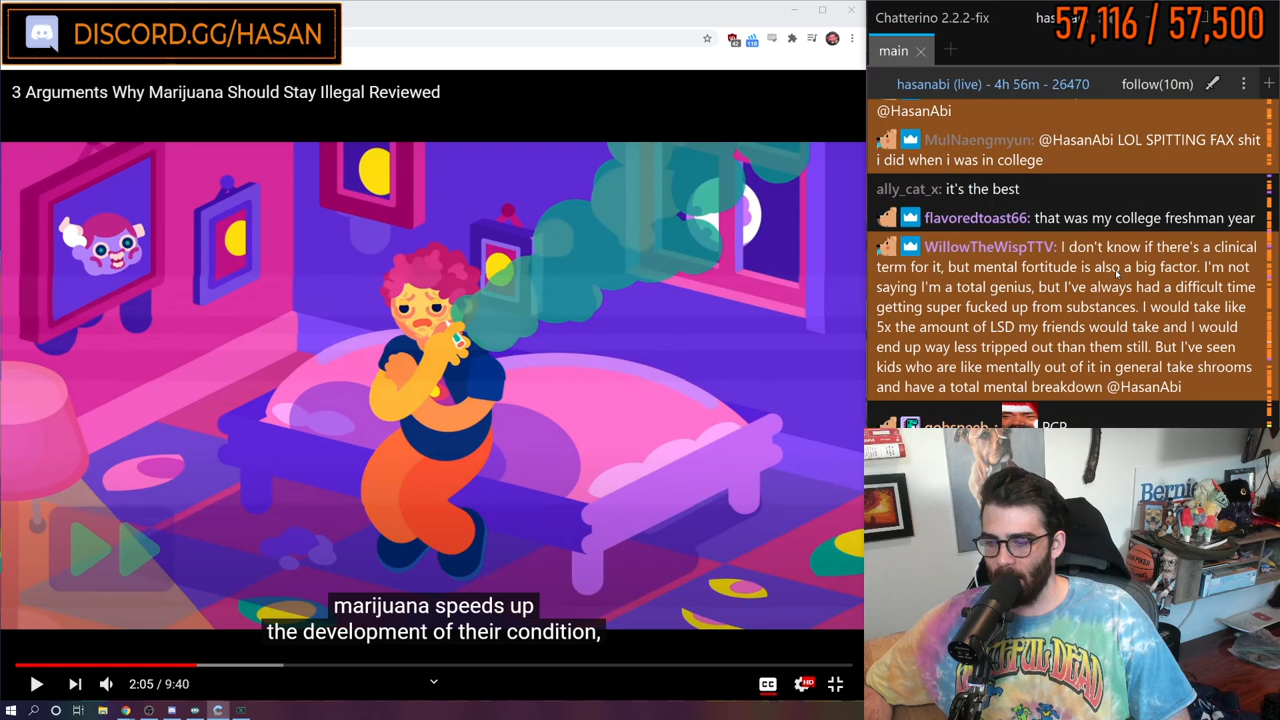 DISCORD.GG/HASAN
42
110
3 Arguments Why Marijuana Should Stay Illegal Reviewed
marijuana speeds up
the development of their condition,
2:05 / 9:40
CC
HD
Chatterino 2.2.2-fix
57,116 / 57,500
main
hasanabi (live) - 4h 56m - 26470
follow(10m)
@HasanAbi
MulNaengmyun: @HasanAbi LOL SPITTING FAX shit
i did when i was in college
ally_cat_x: it's the best
flavoredtoast66: that was my college freshman year
WillowTheWispTTV: I don't know if there's a clinical
term for it, but mental fortitude is also a big factor. I'm not
saying I'm a total genius, but I've always had a difficult time
getting super fucked up from substances. I would take like
5x the amount of LSD my friends would take and I would
end up way less tripped out than them still. But I've seen
kids who are like mentally out of it in general take shrooms
and have a total mental breakdown @HasanAbi
PCP
Bernie
GRATEFUL DEAD